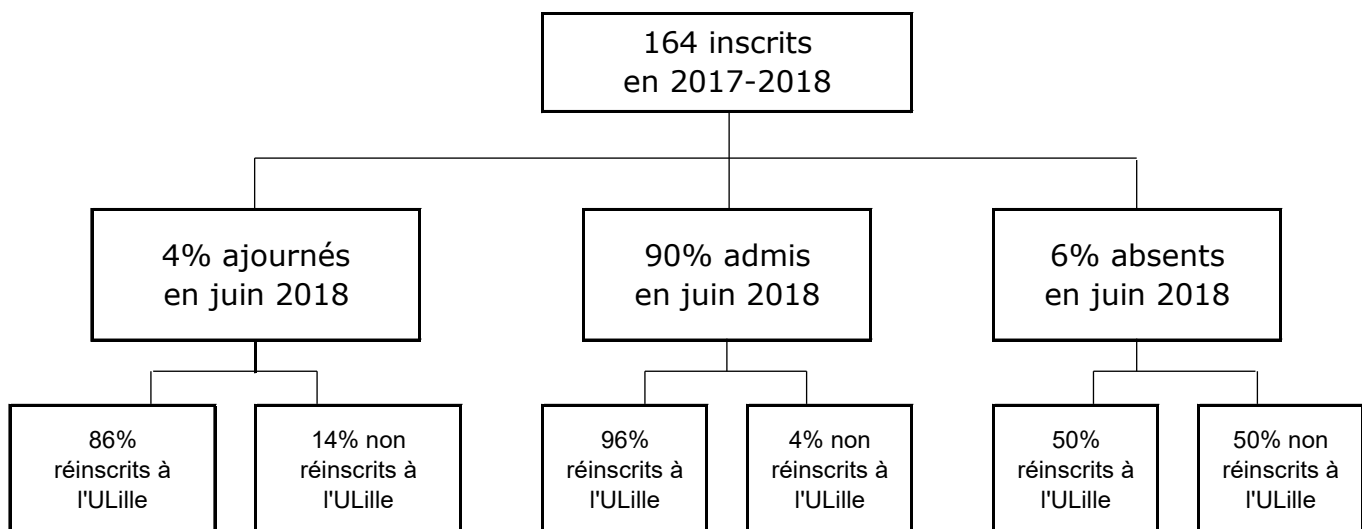 164 inscrits
en 2017-2018
4% ajournés
en juin 2018
90% admis
en juin 2018
6% absents
en juin 2018
86%
réinscrits à
l'ULille
14% non
réinscrits à
l'ULille
96%
réinscrits à
l'ULille
4% non
réinscrits à
l'ULille
50%
réinscrits à
l'ULille
50% non
réinscrits à
l'ULille